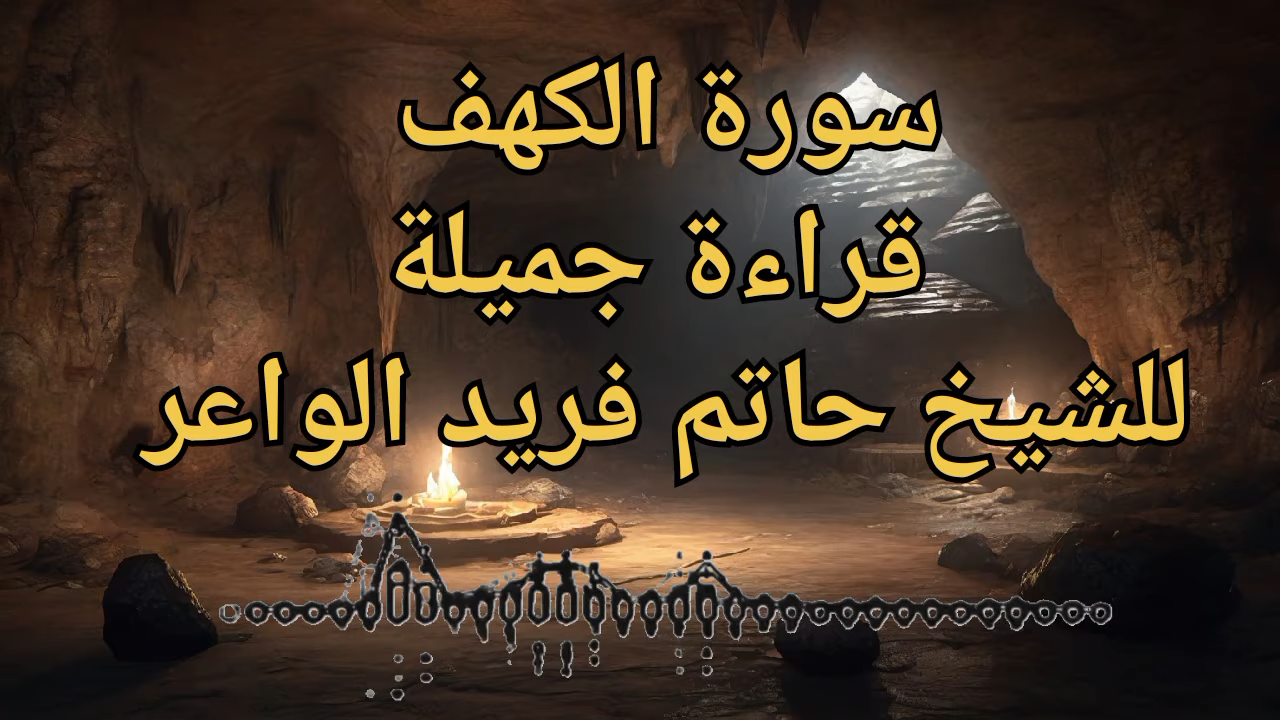 سورة الكهف
قراءة جميلة
للشيخ حاتم فريد الواعر